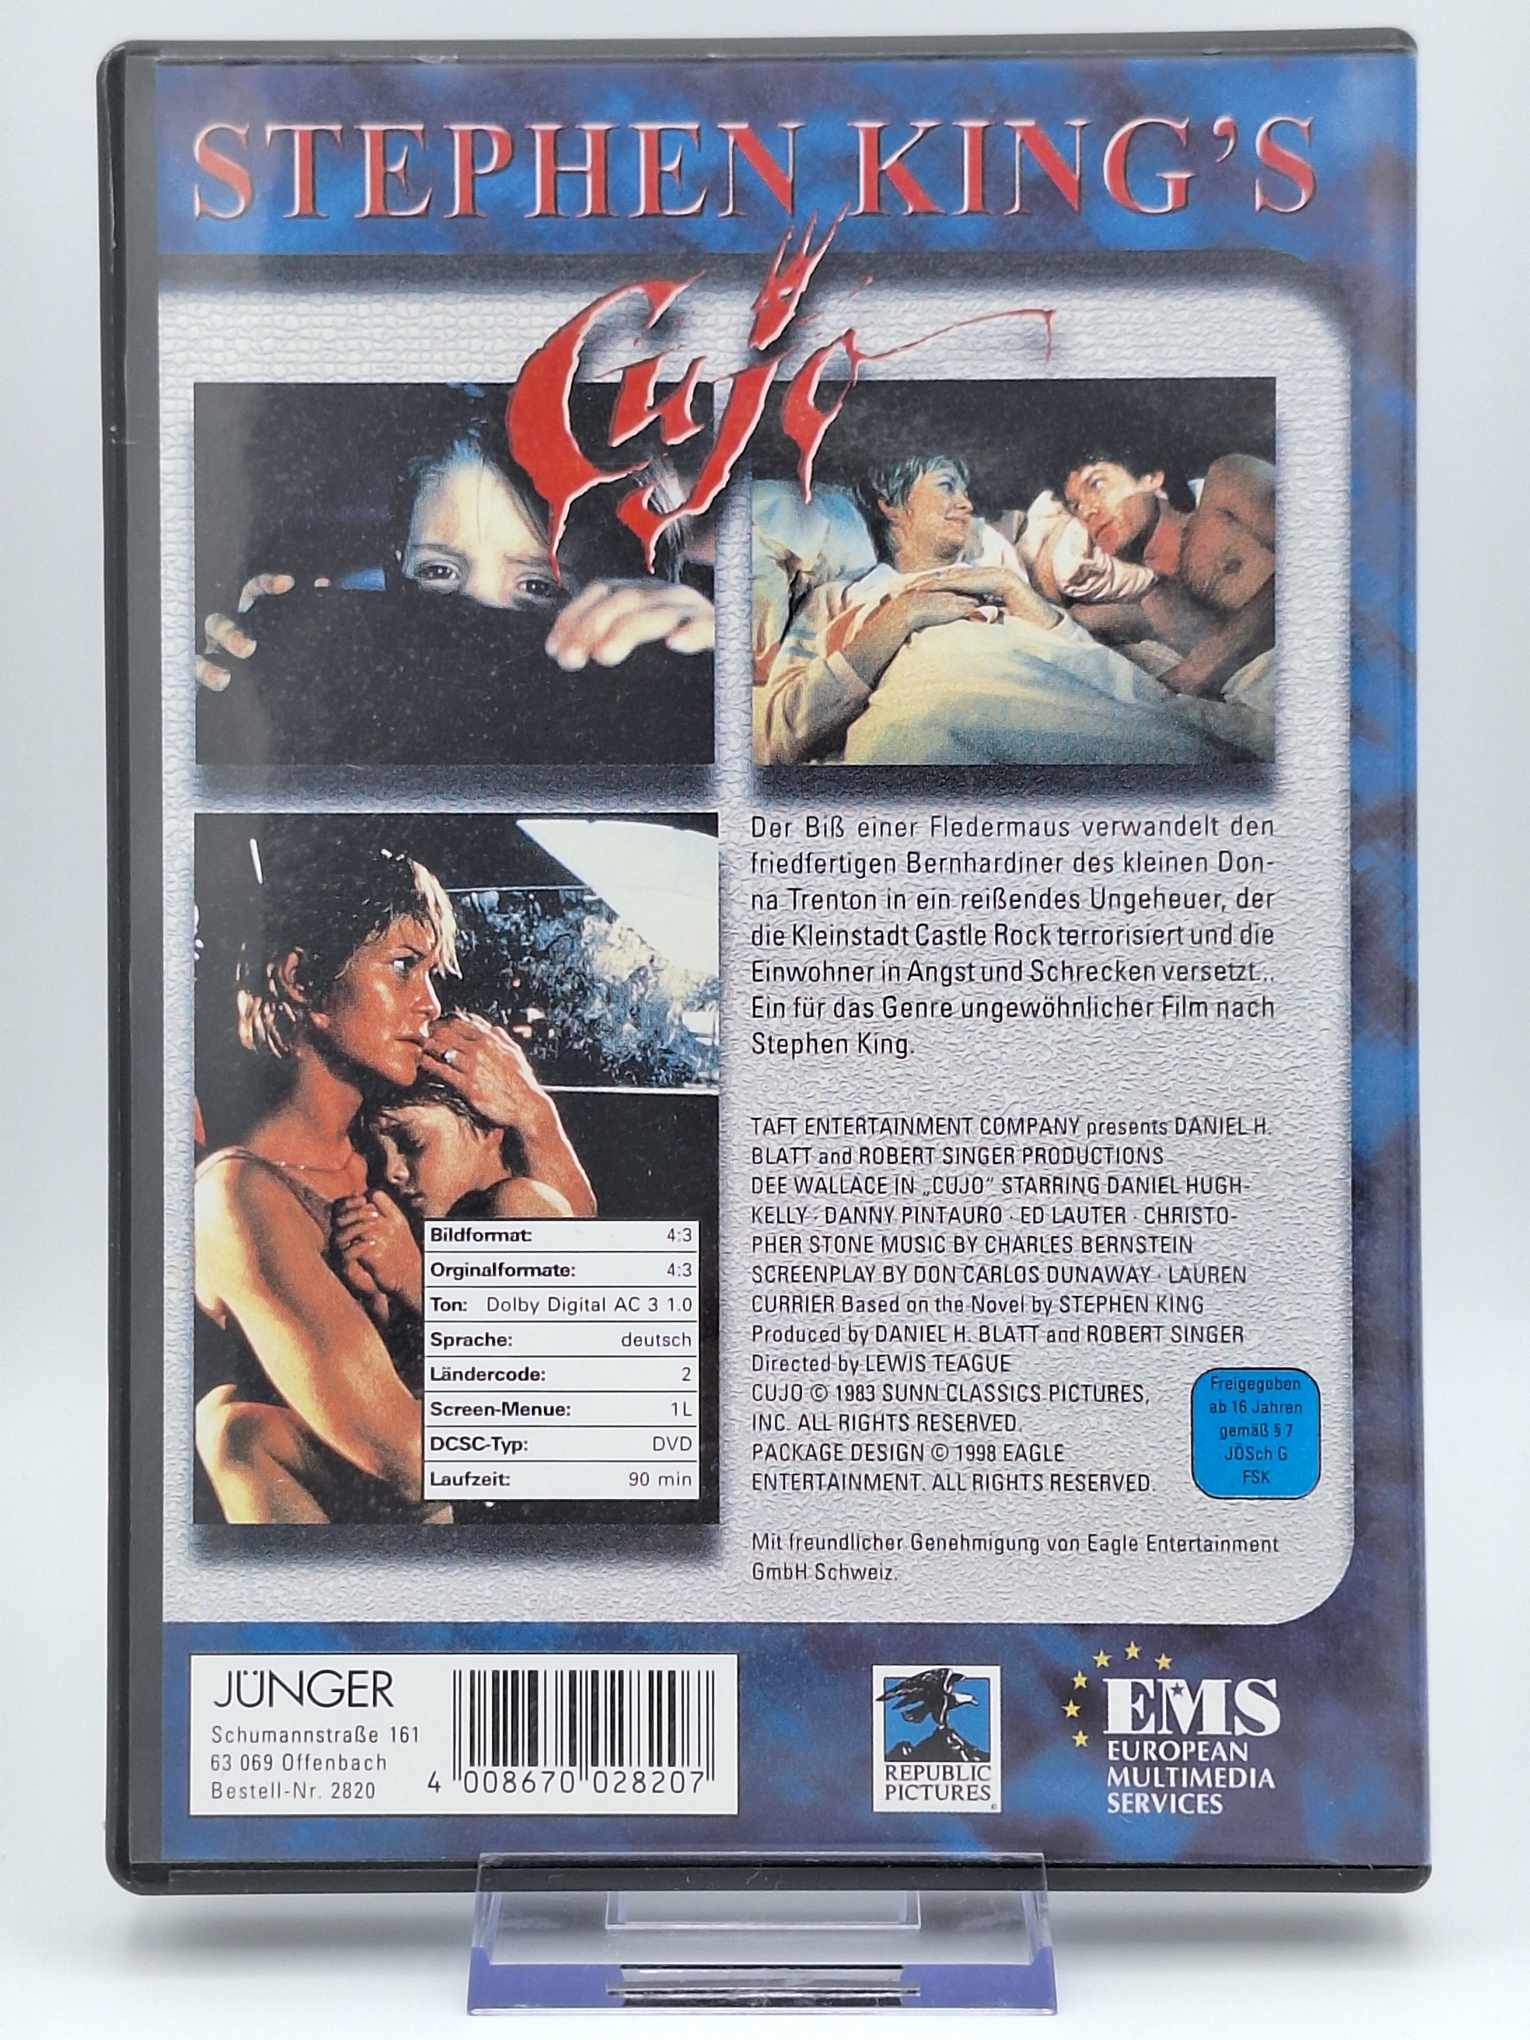 STEPHEN KING'S
Cujo
Der Biß einer Fledermaus verwandelt den
friedfertigen Bernhardiner des kleinen Don-
na Trenton in ein reißendes Ungeheuer, der
die Kleinstadt Castle Rock terrorisiert und die
Einwohner in Angst und Schrecken versetzt...
Ein für das Genre ungewöhnlicher Film nach
Stephen King.
TAFT ENTERTAINMENT COMPANY presents DANIEL H.
BLATT and ROBERT SINGER PRODUCTIONS
DEE WALLACE IN „CUJO“ STARRING DANIEL HUGH-
KELLY · DANNY PINTAURO · ED LAUTER · CHRISTO-
PHER STONE MUSIC BY CHARLES BERNSTEIN
SCREENPLAY BY DON CARLOS DUNAWAY · LAUREN
CURRIER Based on the Novel by STEPHEN KING
Produced by DANIEL H. BLATT and ROBERT SINGER
Directed by LEWIS TEAGUE
CUJO © 1983 SUNN CLASSICS PICTURES,
INC. ALL RIGHTS RESERVED.
PACKAGE DESIGN © 1998 EAGLE
ENTERTAINMENT. ALL RIGHTS RESERVED.
Mit freundlicher Genehmigung von Eagle Entertainment
GmbH Schweiz.
Bildformat: 4:3
Orginalformate: 4:3
Ton: Dolby Digital AC 3 1.0
Sprache: deutsch
Ländercode: 2
Screen-Menue: 1 L
DCSC-Typ: DVD
Laufzeit: 90 min
Freigegeben
ab 16 Jahren
gemäß § 7
JÖSch G
FSK
JÜNGER
Schumannstraße 161
63 069 Offenbach
Bestell-Nr. 2820
4 008670 028207
REPUBLIC
PICTURES
EMS
EUROPEAN
MULTIMEDIA
SERVICES